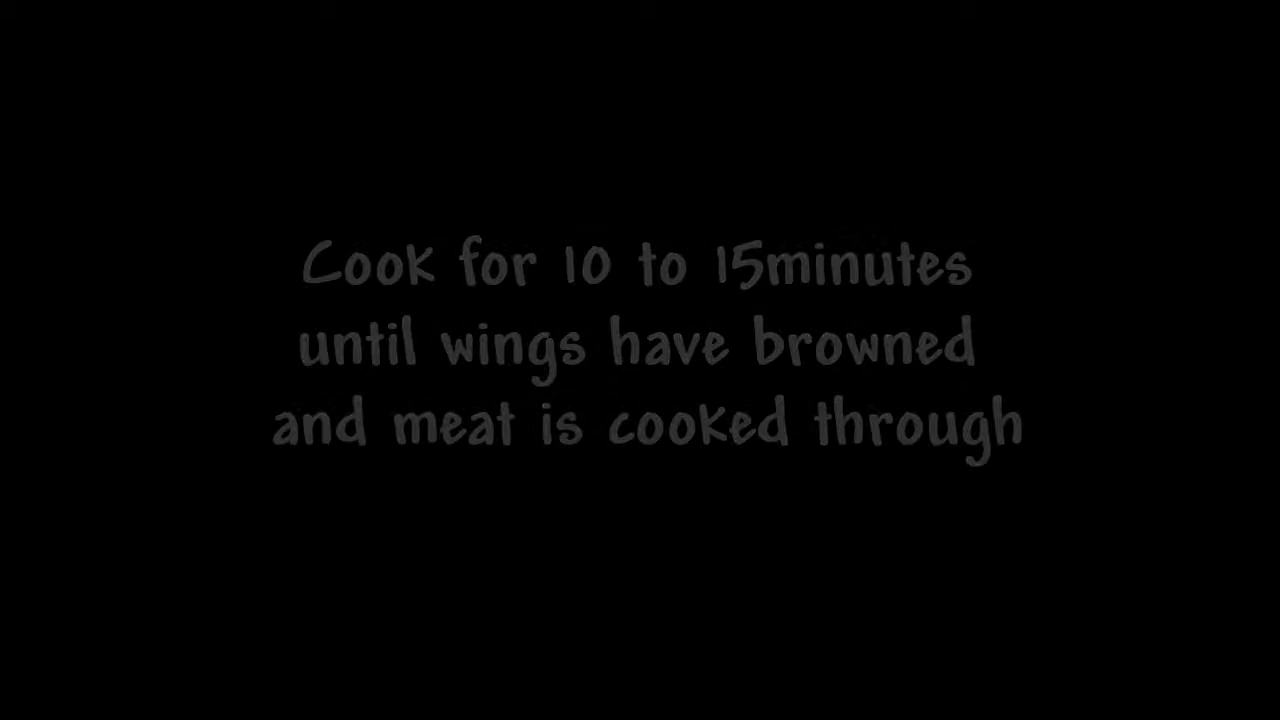 Cook for 10 to 15minutes
until wings have browned
and meat is cooked through